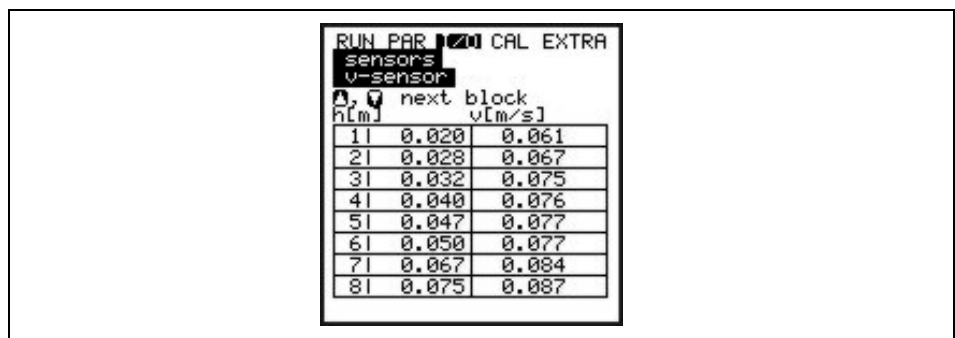 RUN PAR I/O CAL EXTRA
sensors
v-sensor
, next block
h[m] v[m/s]
1| 0.020 0.061
2| 0.028 0.067
3| 0.032 0.075
4| 0.040 0.076
5| 0.047 0.077
6| 0.050 0.077
7| 0.067 0.084
8| 0.075 0.087